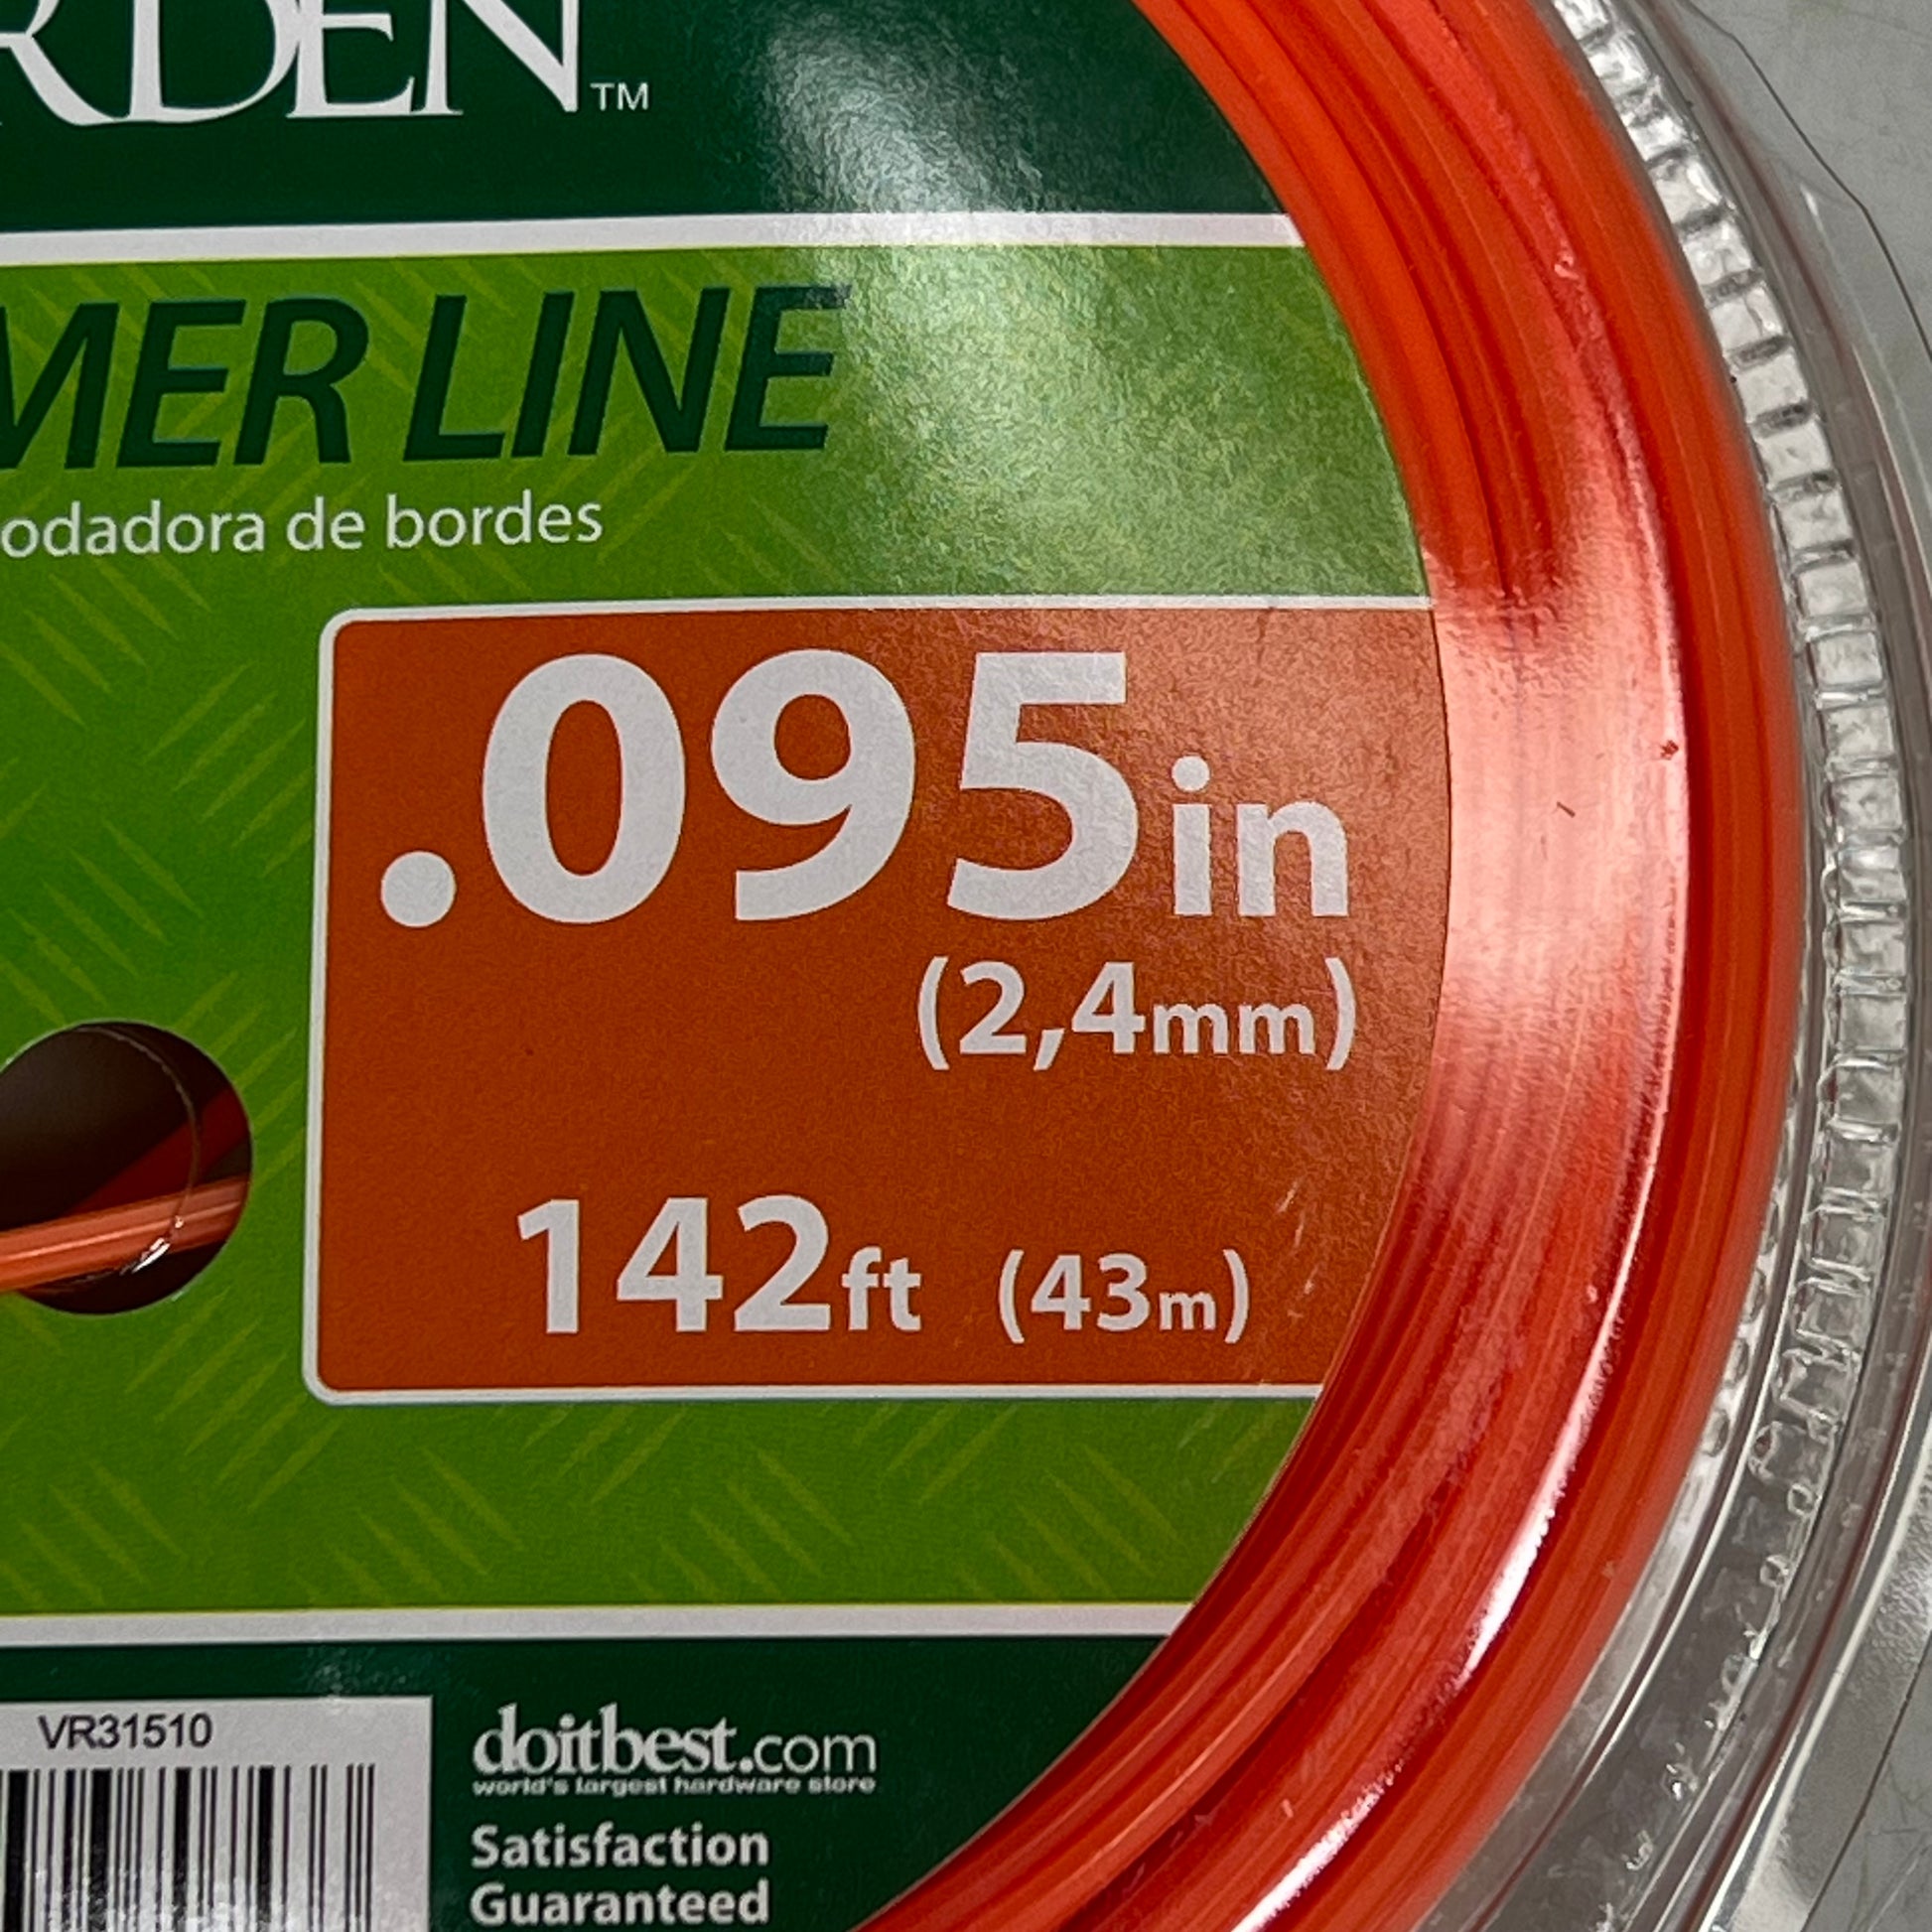 RDEN™
MER LINE
odadora de bordes
.095in
(2,4mm)
142ft (43m)
VR31510
doitbest.com
world's largest hardware store
Satisfaction
Guaranteed